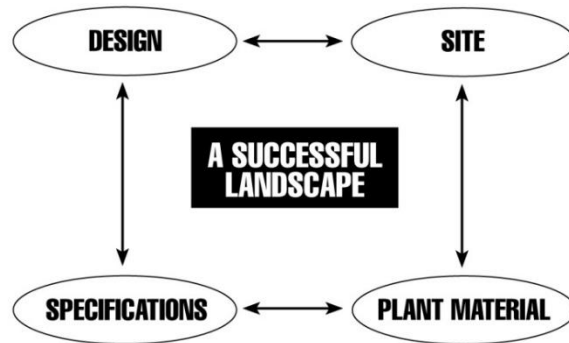 DESIGN
SITE
A SUCCESSFUL
LANDSCAPE
SPECIFICATIONS
PLANT MATERIAL